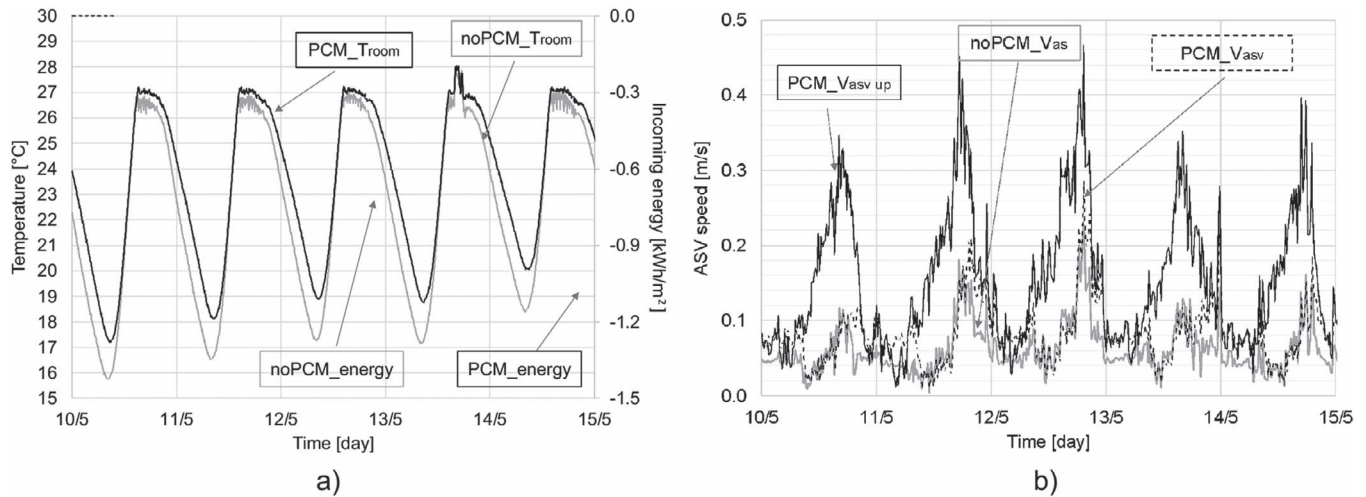 30
29
28
27
26
25
24
23
22
21
20
19
18
17
16
15
Temperature [°C]
10/5 11/5 12/5 13/5 14/5 15/5
Time [day]
0.0
-0.3
-0.6
-0.9
-1.2
-1.5
Incoming energy [kWh/m²]
PCM_Troom
noPCM_Troom
noPCM_energy
PCM_energy
a)
0.5
0.4
0.3
0.2
0.1
0.0
ASV speed [m/s]
noPCM_Vas
PCM_Vasv
PCM_Vasv up
10/5 11/5 12/5 13/5 14/5 15/5
Time [day]
b)